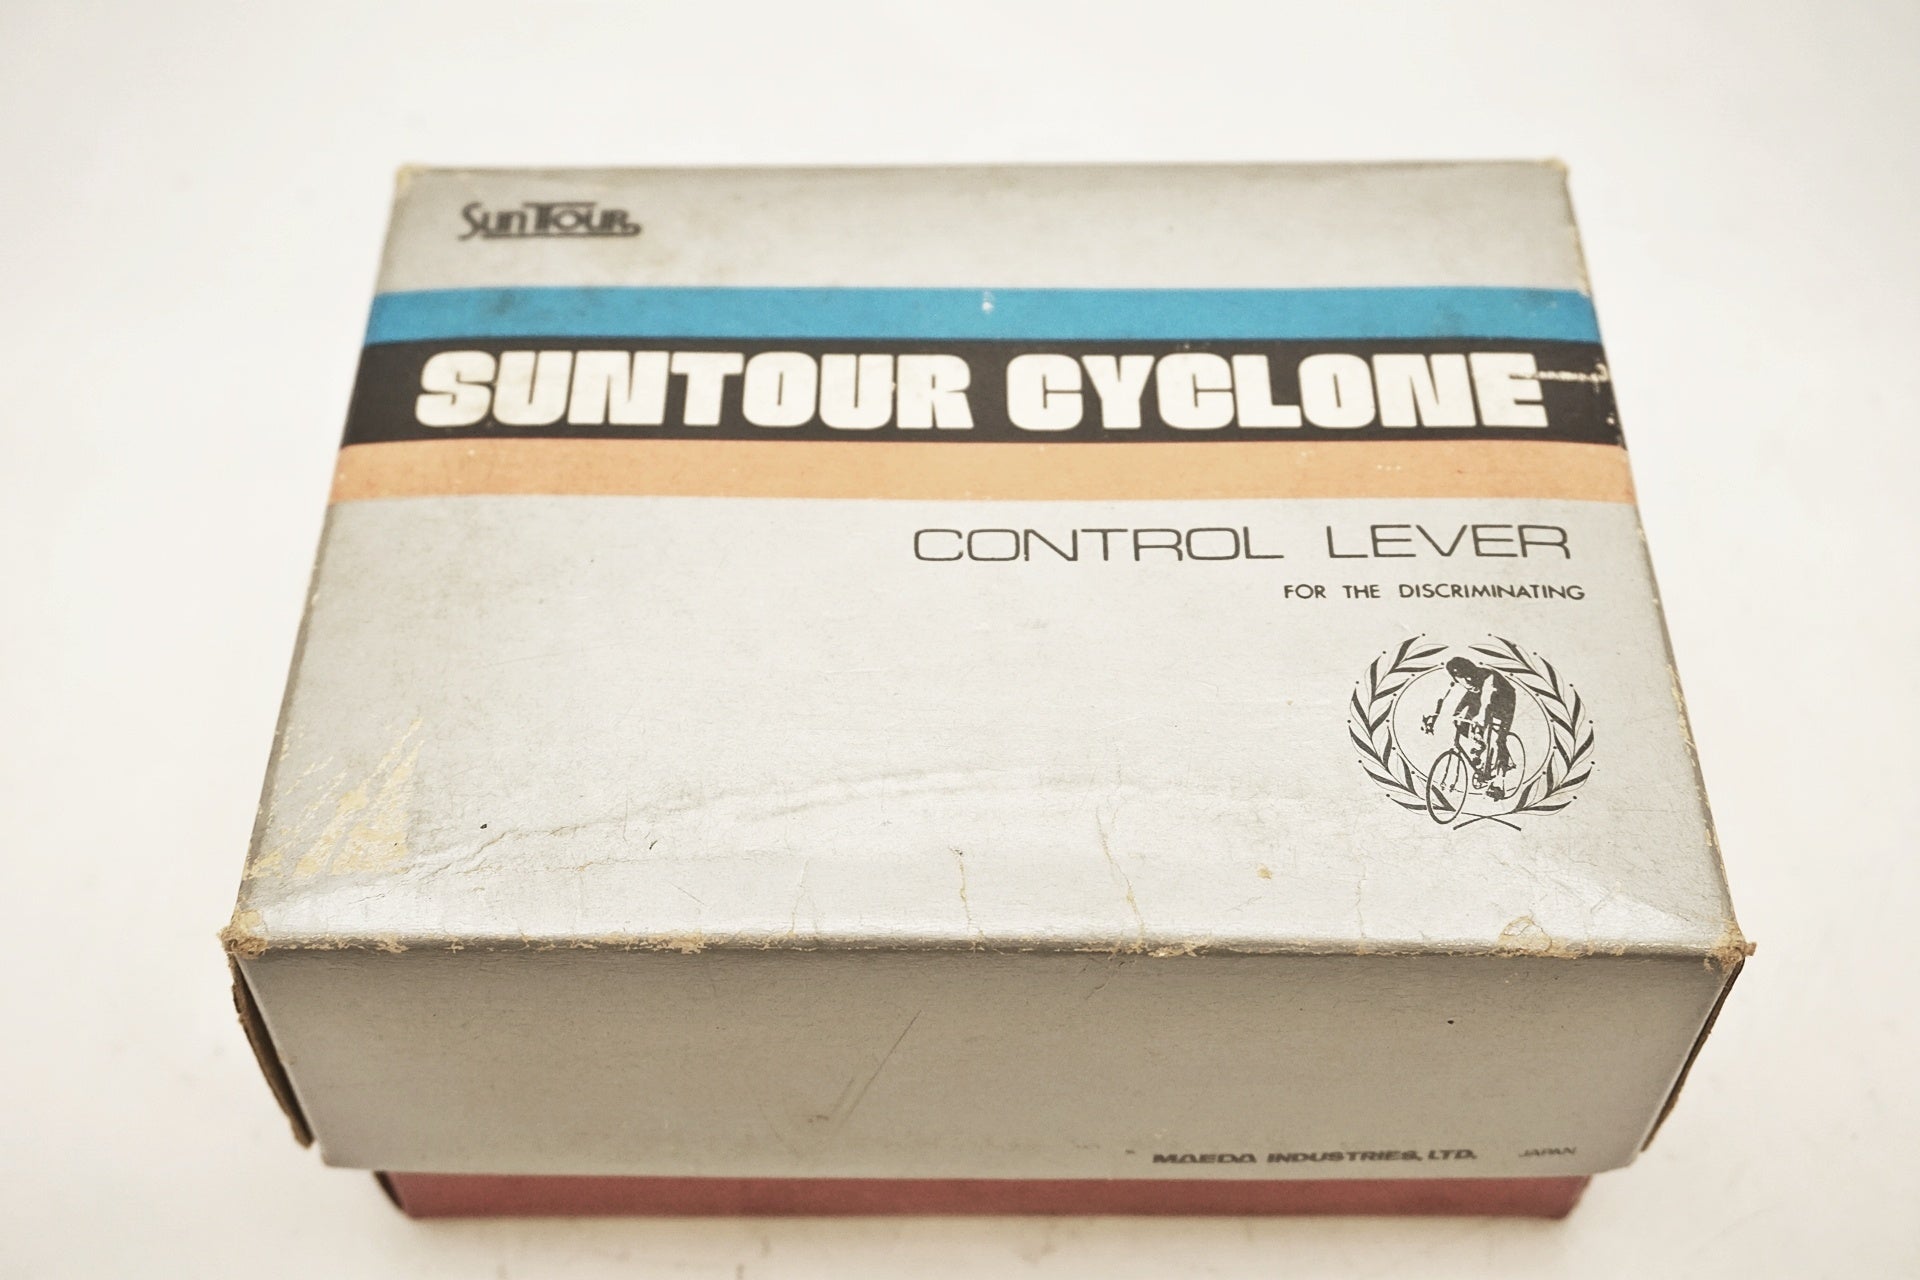 SunTour
SUNTOUR CYCLONE
CONTROL LEVER
FOR THE DISCRIMINATING
MAEDA INDUSTRIES, LTD. JAPAN